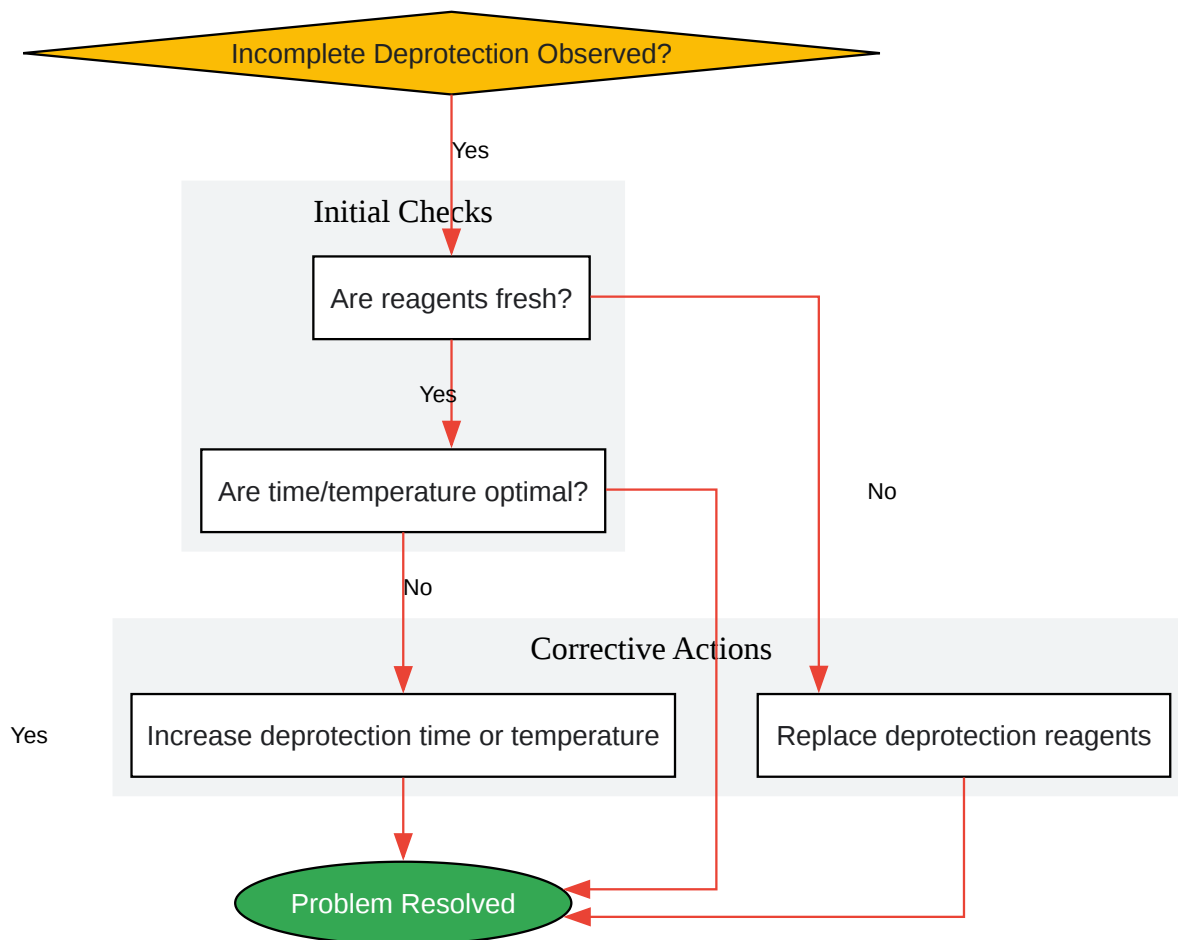 Incomplete Deprotection Observed?
Yes
Initial Checks
Are reagents fresh?
Yes
Are time/temperature optimal?
No
No
Corrective Actions
Yes
Increase deprotection time or temperature
Replace deprotection reagents
Problem Resolved